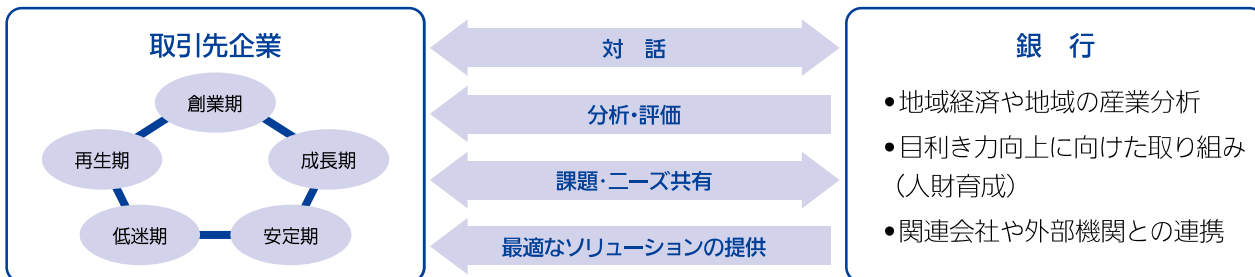 取引先企業
創業期
再生期
成長期
低迷期
安定期
対 話
分析・評価
課題・ニーズ共有
最適なソリューションの提供
銀 行
•地域経済や地域の産業分析
•目利き力向上に向けた取り組み
（人財育成）
•関連会社や外部機関との連携